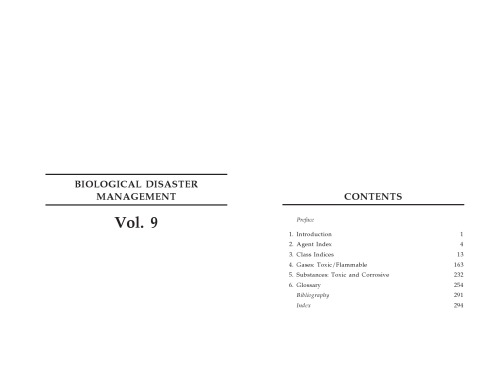 BIOLOGICAL DISASTER
MANAGEMENT
Vol. 9
CONTENTS
Preface
1. Introduction 1
2. Agent Index 4
3. Class Indices 13
4. Gases: Toxic/Flammable 163
5. Substances: Toxic and Corrosive 232
6. Glossary 254
Bibliography 291
Index 294